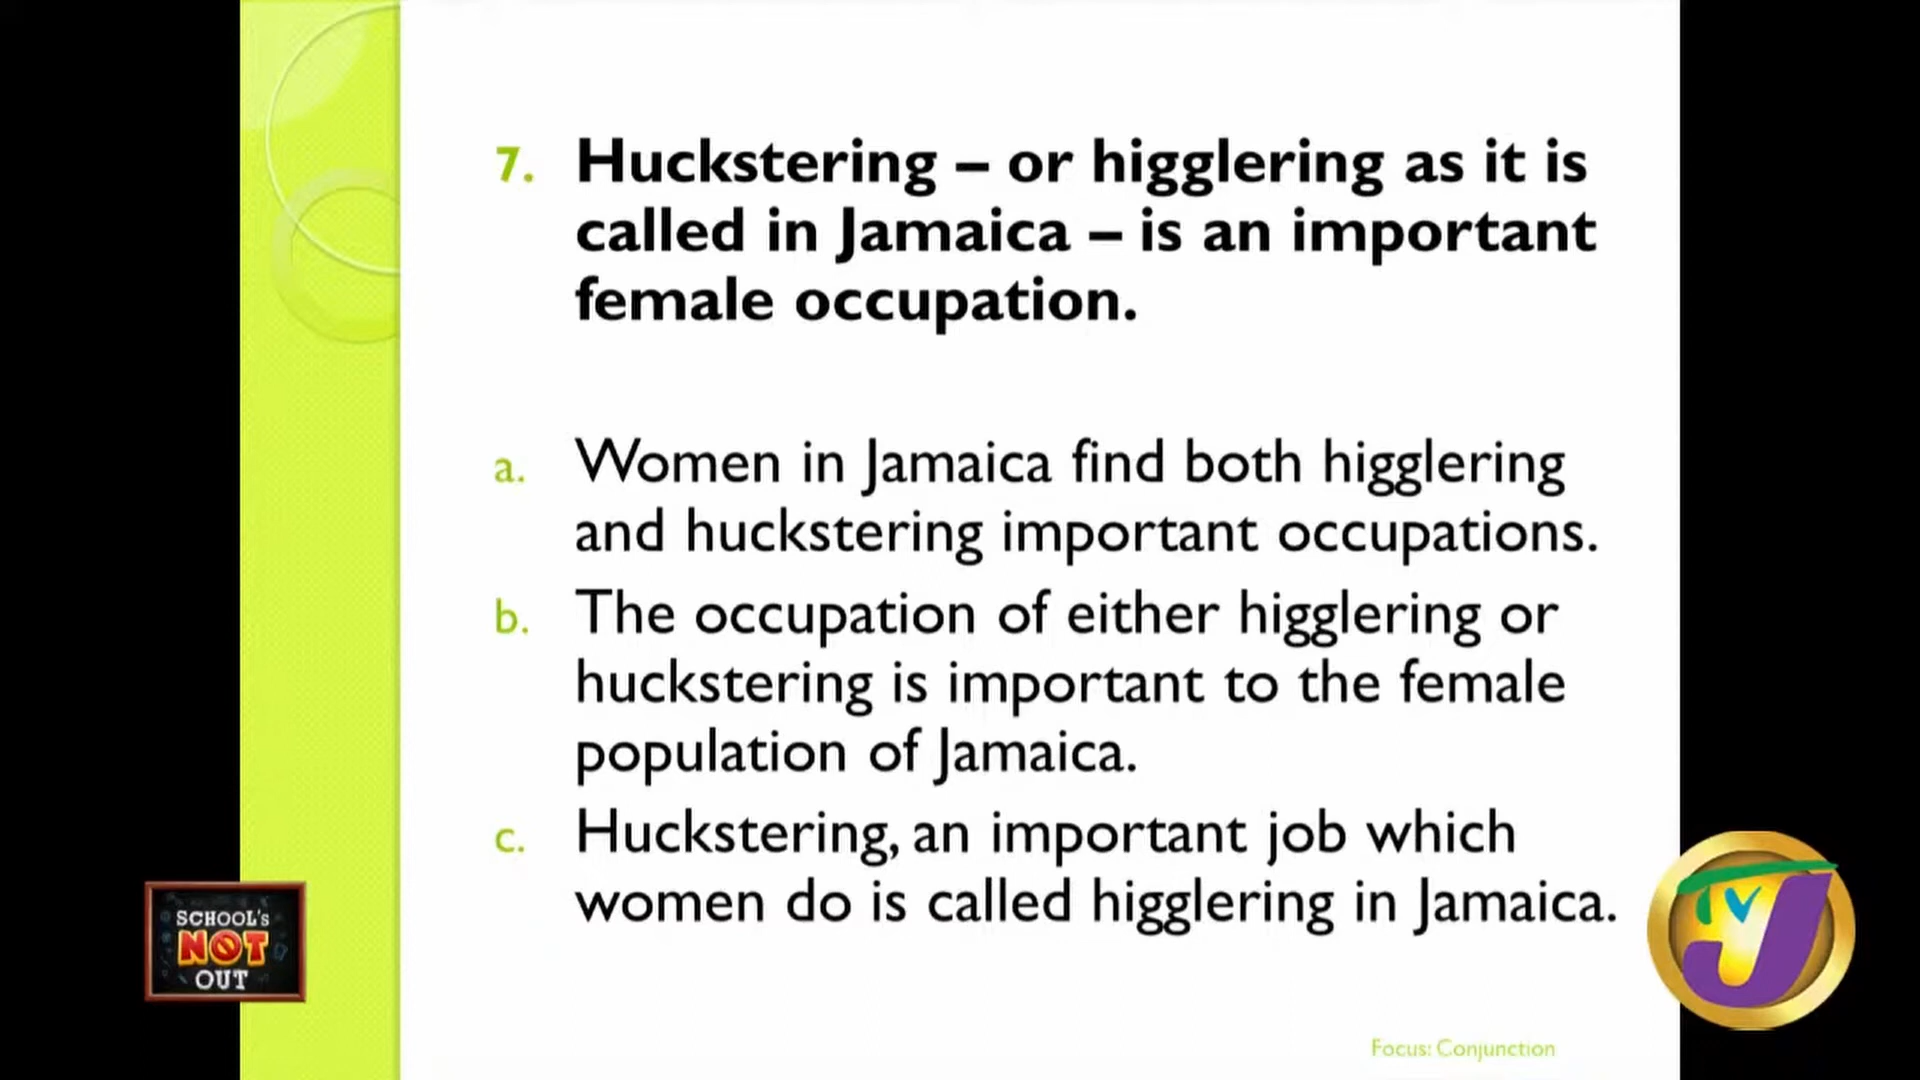 7. Huckstering – or higglering as it is
called in Jamaica – is an important
female occupation.
a. Women in Jamaica find both higglering
and huckstering important occupations.
b. The occupation of either higglering or
huckstering is important to the female
population of Jamaica.
c. Huckstering, an important job which
women do is called higglering in Jamaica.
SCHOOL's
NOT
OUT
TVJ
Focus: Conjunction